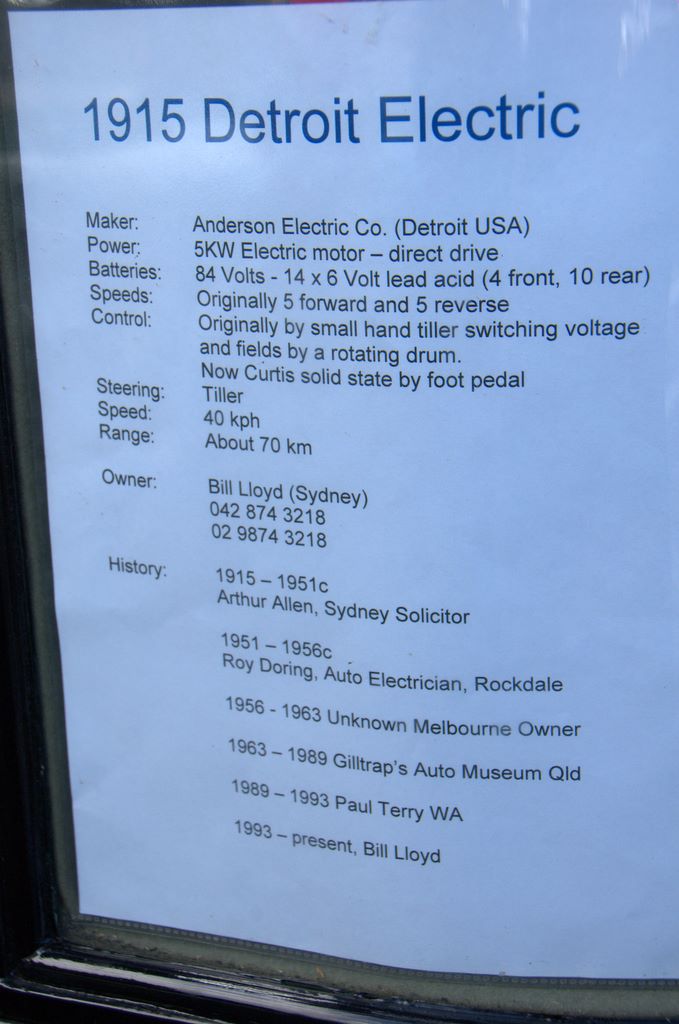 1915 Detroit Electric
Maker: Anderson Electric Co. (Detroit USA)
Power: 5KW Electric motor – direct drive
Batteries: 84 Volts - 14 x 6 Volt lead acid (4 front, 10 rear)
Speeds: Originally 5 forward and 5 reverse
Control: Originally by small hand tiller switching voltage
and fields by a rotating drum.
Now Curtis solid state by foot pedal
Steering: Tiller
Speed: 40 kph
Range: About 70 km
Owner: Bill Lloyd (Sydney)
042 874 3218
02 9874 3218
History: 1915 – 1951c
Arthur Allen, Sydney Solicitor
1951 – 1956c
Roy Doring, Auto Electrician, Rockdale
1956 - 1963 Unknown Melbourne Owner
1963 – 1989 Gilltrap's Auto Museum Qld
1989 – 1993 Paul Terry WA
1993 – present, Bill Lloyd